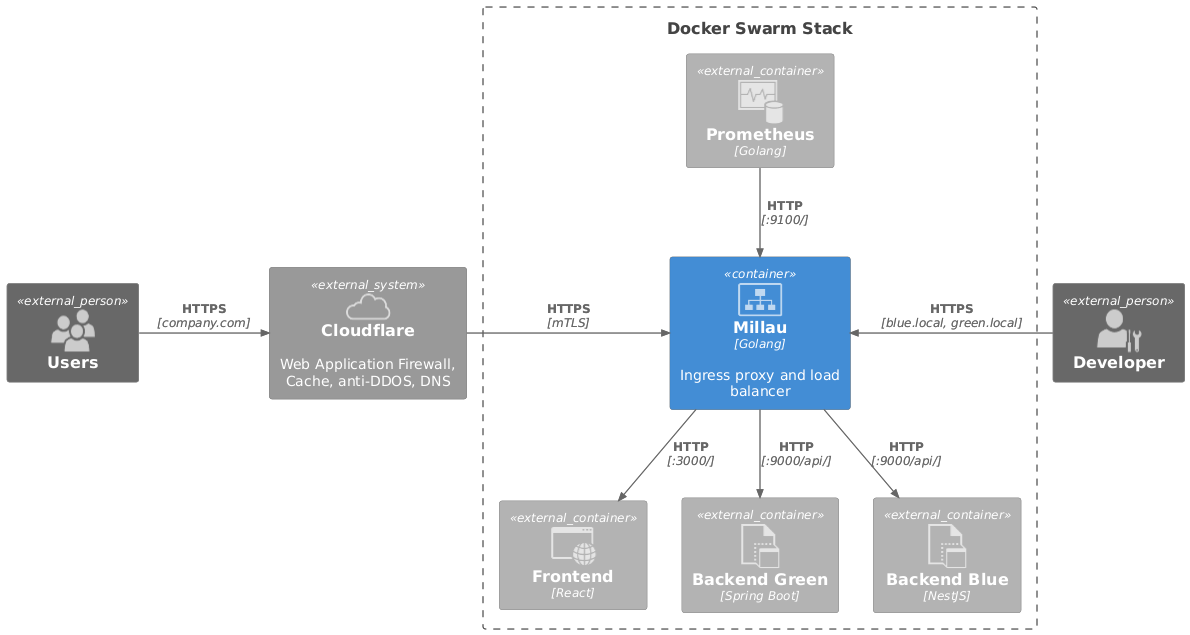 Docker Swarm Stack
«external_container»
Prometheus
[Golang]
HTTP
[:9100/]
«external_person»
Users
HTTPS
[company.com]
«external_system»
Cloudflare
Web Application Firewall,
Cache, anti-DDOS, DNS
HTTPS
[mTLS]
«container»
Millau
[Golang]
Ingress proxy and load
balancer
HTTPS
[blue.local, green.local]
«external_person»
Developer
HTTP
[:3000/]
HTTP
[:9000/api/]
HTTP
[:9000/api/]
«external_container»
Frontend
[React]
«external_container»
Backend Green
[Spring Boot]
«external_container»
Backend Blue
[NestJS]